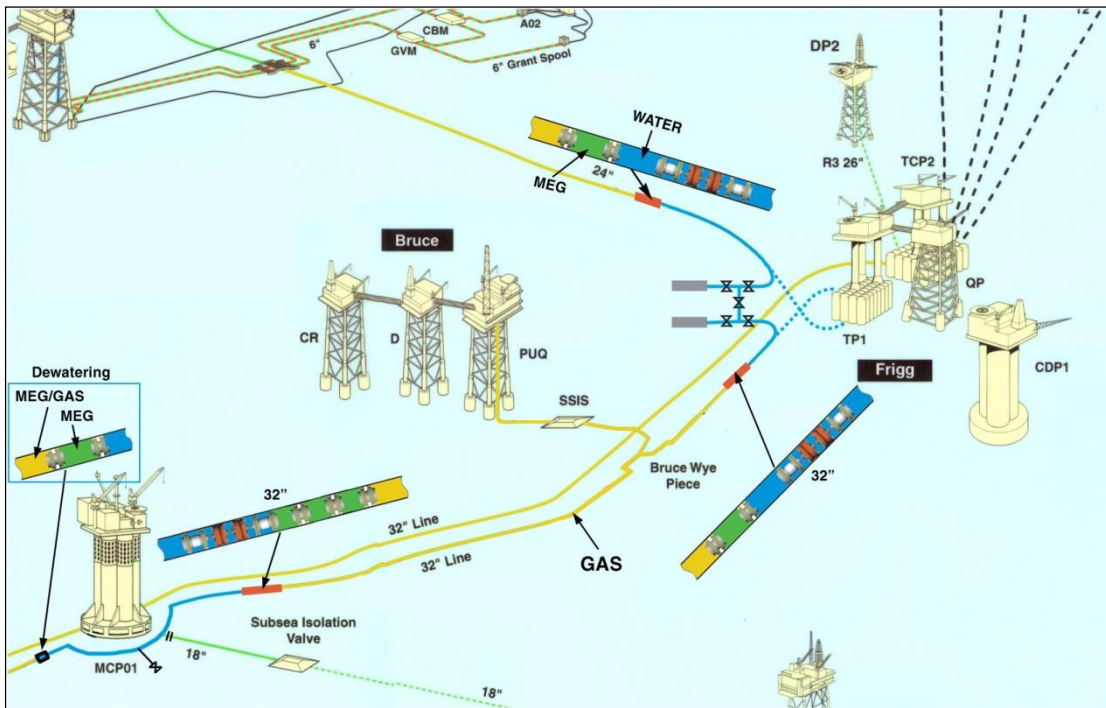 CBM
A02
GVM
6"
6" Grant Spool
12"
DP2
WATER
MEG
24"
R3 26"
TCP2
Bruce
QP
CR
D
PUQ
TP1
CDP1
Frigg
Dewatering
MEG/GAS
MEG
SSIS
Bruce Wye
Piece
32"
32”
32" Line
32" Line
GAS
Subsea Isolation
Valve
MCP01
18"
18"